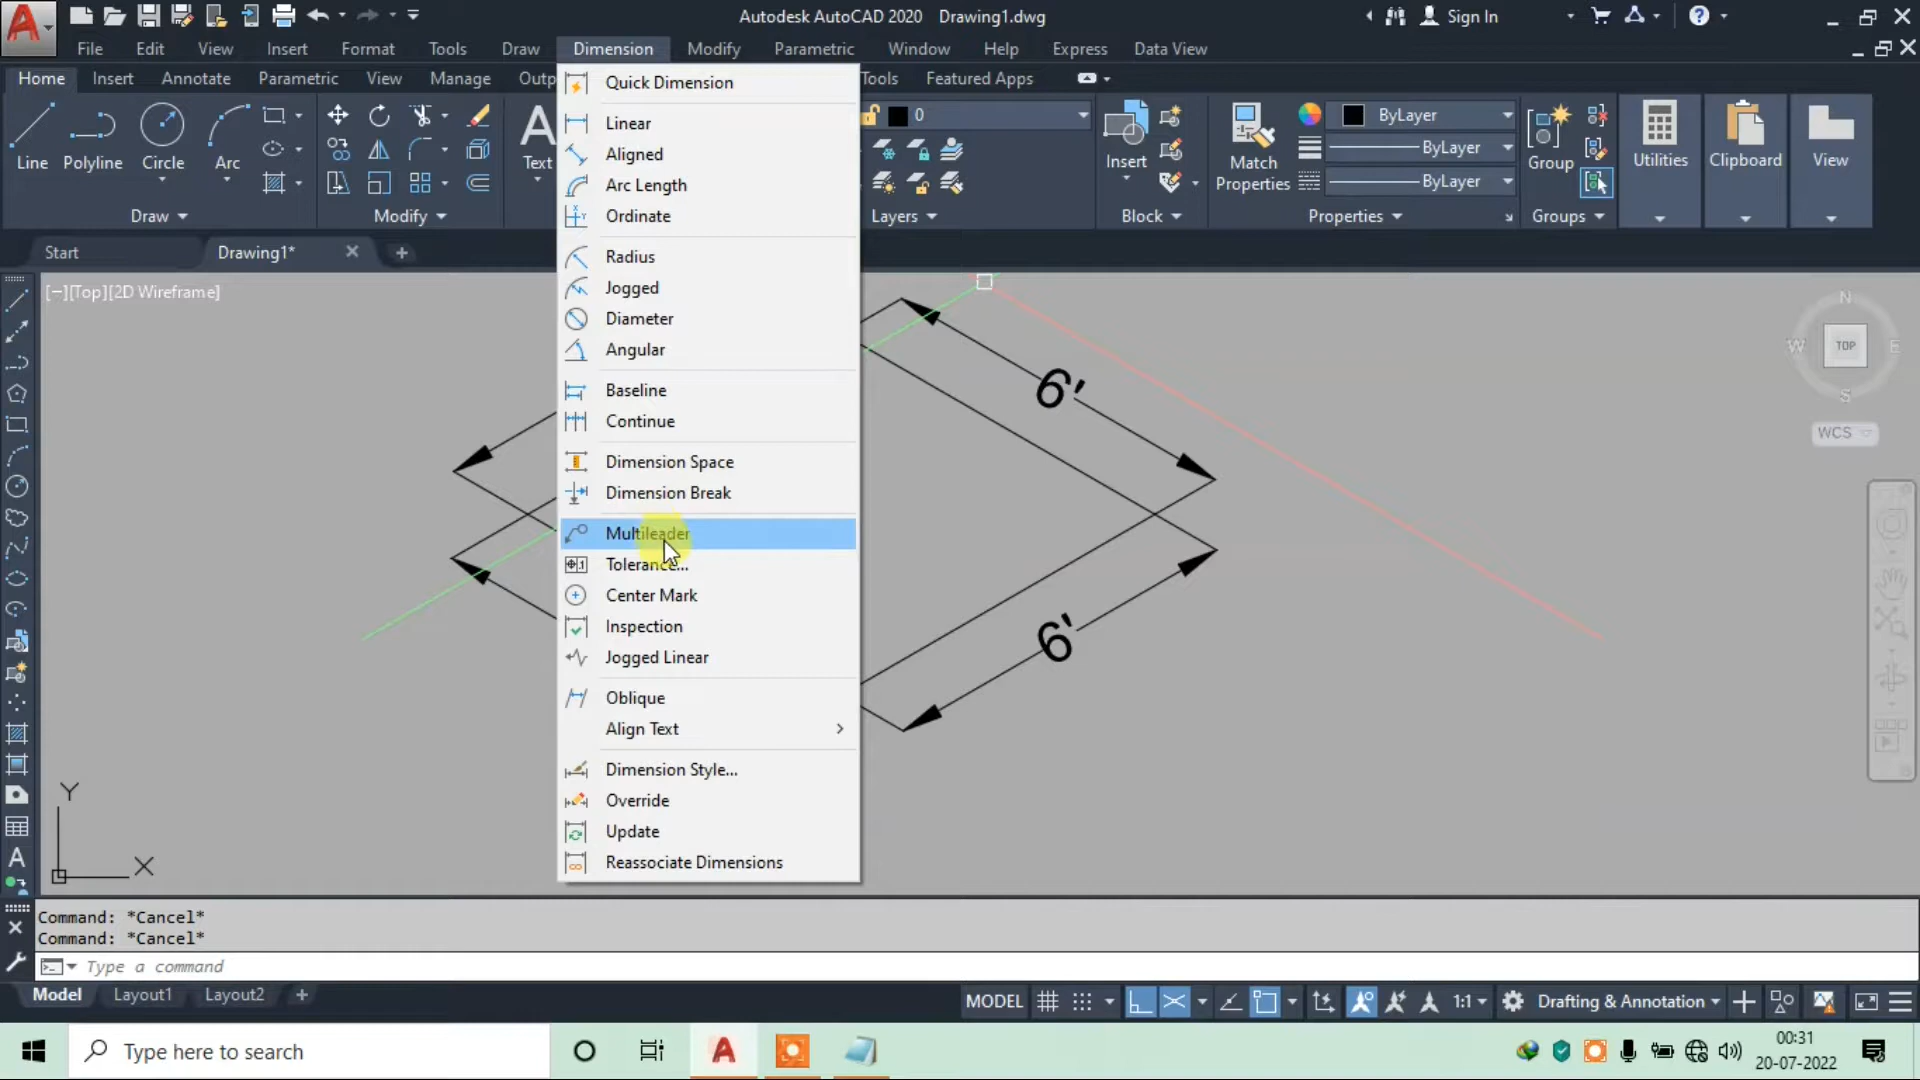 Autodesk AutoCAD 2020 Drawing1.dwg
Sign In
File Edit View Insert Format Tools Draw Dimension Modify Parametric Window Help Express Data View
Home Insert Annotate Parametric View Manage Outp Tools Featured Apps
Line Polyline Circle Arc
Text
0
Insert
Match Properties
ByLayer
ByLayer
ByLayer
Group
Utilities Clipboard View
Draw Modify Layers Block Properties Groups
Start Drawing1*
[−][Top][2D Wireframe]
Quick Dimension
Linear
Aligned
Arc Length
Ordinate
Radius
Jogged
Diameter
Angular
Baseline
Continue
Dimension Space
Dimension Break
Multileader
Tolerance...
Center Mark
Inspection
Jogged Linear
Oblique
Align Text
Dimension Style...
Override
Update
Reassociate Dimensions
6'
6'
N
W TOP E
S
WCS
Y
X
Command: *Cancel*
Command: *Cancel*
Type a command
Model Layout1 Layout2
MODEL 1:1 Drafting & Annotation
Type here to search
00:31
20-07-2022